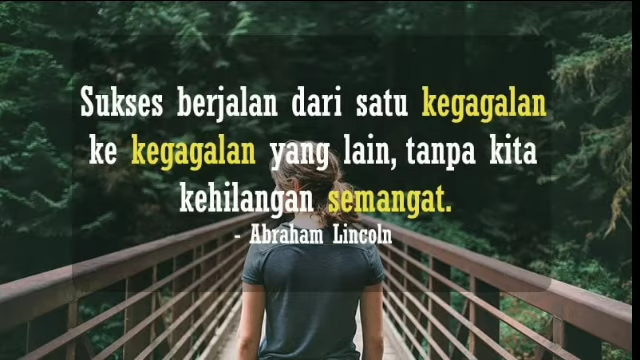 Sukses berjalan dari satu kegagalan
ke kegagalan yang lain, tanpa kita
kehilangan semangat.
- Abraham Lincoln